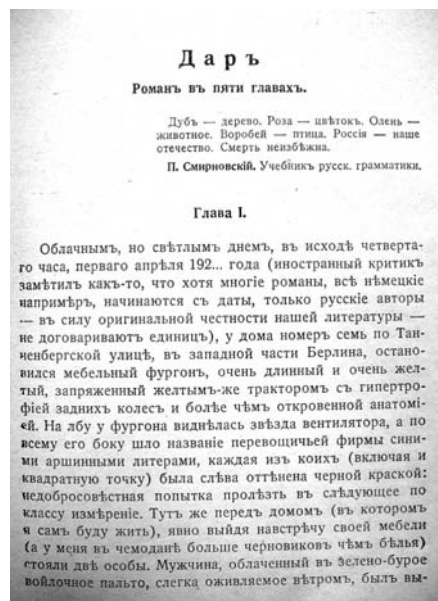 Даръ
Романъ въ пяти главахъ.
Дубъ — дерево. Роза — цвѣтокъ. Олень —
животное. Воробей — птица. Россія — наше
отечество. Смерть неизбѣжна.
П. Смирновскій. Учебникъ русск. грамматики.
Глава I.
Облачнымъ, но свѣтлымъ днемъ, въ исходѣ четверта-
го часа, перваго апрѣля 192... года (иностранный критикъ
замѣтилъ какъ-то, что хотя многіе романы, всѣ нѣмецкіе
напримѣръ, начинаются съ даты, только русскіе авторы
— въ силу оригинальной честности нашей литературы —
не договариваютъ единицъ), у дома номеръ семь по Тан-
ненбергской улицѣ, въ западной части Берлина, остано-
вился мебельный фургонъ, очень длинный и очень жел-
тый, запряженный желтымъ-же тракторомъ съ гипертро-
фіей заднихъ колесъ и болѣе чѣмъ откровенной анатомі-
ей. На лбу у фургона виднѣлась звѣзда вентилятора, а по
всему его боку шло названіе перевощичьей фирмы сини-
ми аршинными литерами, каждая изъ коихъ (включая и
квадратную точку) была слѣва оттѣнена черной краской:
недобросовѣстная попытка пролѣзть въ слѣдующее по
классу измѣреніе. Тутъ же передъ домомъ (въ которомъ
я самъ буду жить), явно выйдя навстрѣчу своей мебели
(а у меня въ чемоданѣ больше черновиковъ чѣмъ бѣлья)
стояли двѣ особы. Мужчина, облаченный въ зелено-бурое
войлочное пальто, слегка оживляемое вѣтромъ, былъ вы-